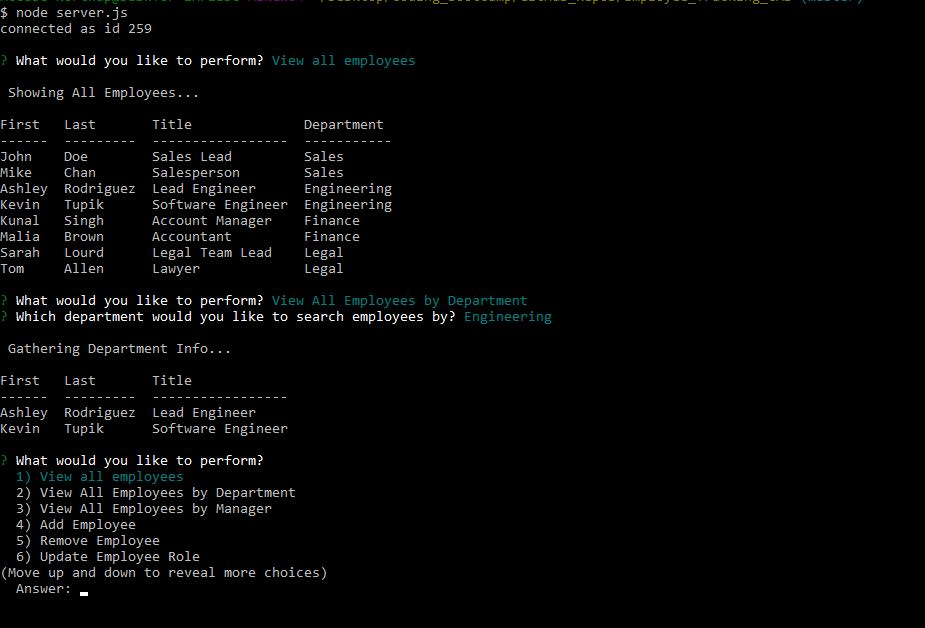 $ node server.js
connected as id 259
? What would you like to perform? View all employees
Showing All Employees...
First Last Title Department
------ --------- ----------------- -----------
John Doe Sales Lead Sales
Mike Chan Salesperson Sales
Ashley Rodriguez Lead Engineer Engineering
Kevin Tupik Software Engineer Engineering
Kunal Singh Account Manager Finance
Malia Brown Accountant Finance
Sarah Lourd Legal Team Lead Legal
Tom Allen Lawyer Legal
? What would you like to perform? View All Employees by Department
? Which department would you like to search employees by? Engineering
Gathering Department Info...
First Last Title
------ --------- -----------------
Ashley Rodriguez Lead Engineer
Kevin Tupik Software Engineer
? What would you like to perform?
1) View all employees
2) View All Employees by Department
3) View All Employees by Manager
4) Add Employee
5) Remove Employee
6) Update Employee Role
(Move up and down to reveal more choices)
Answer: